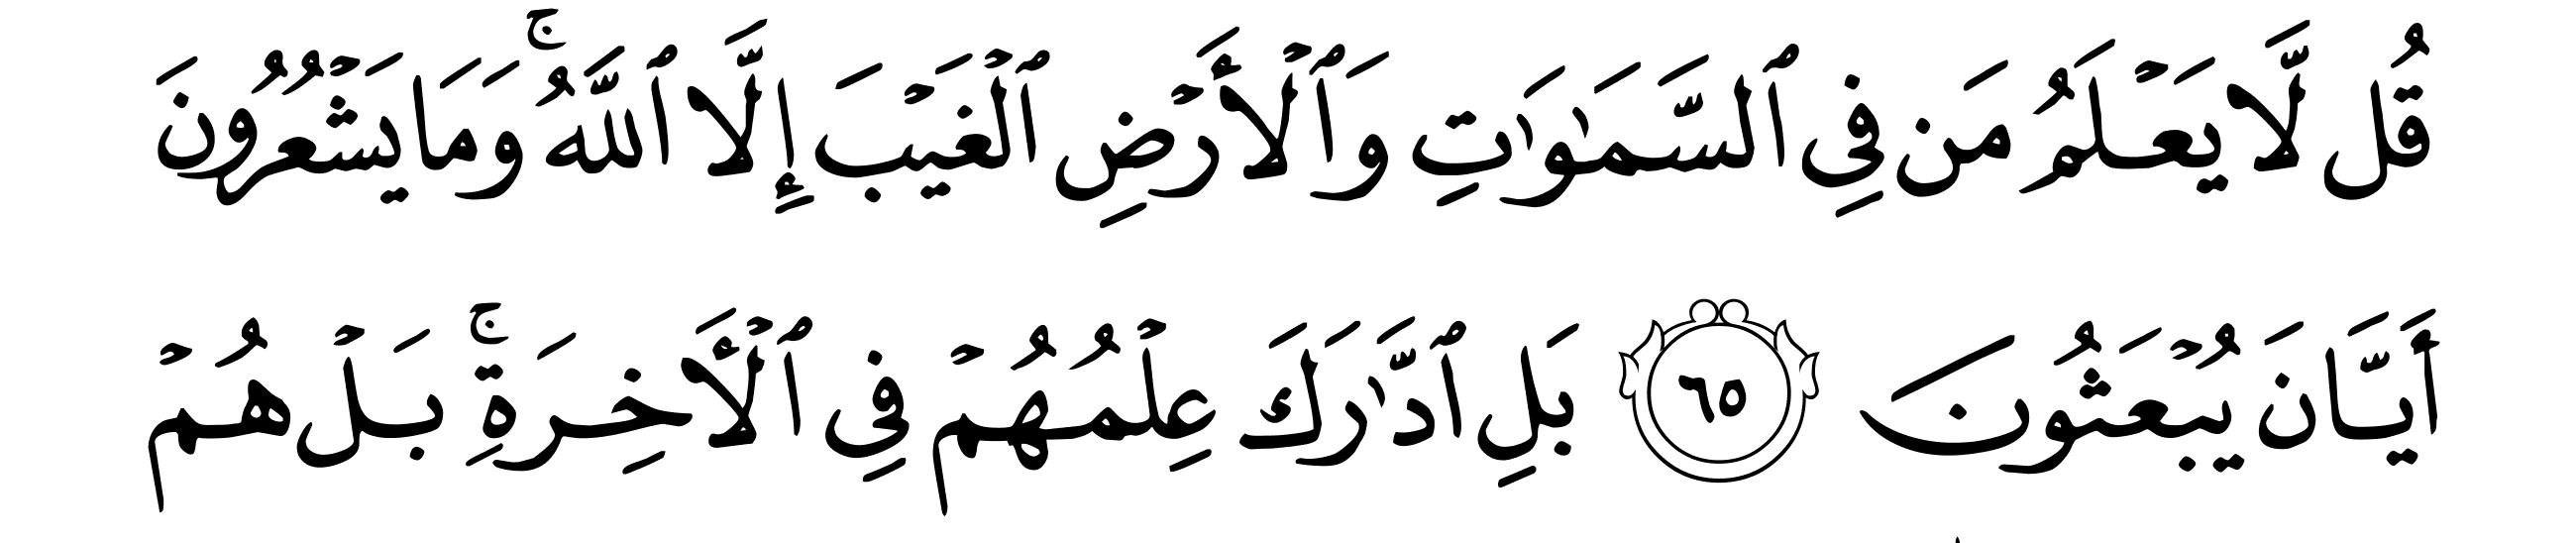 قُل لَّا يَعۡلَمُ مَن فِي ٱلسَّمَٰوَٰتِ وَٱلۡأَرۡضِ ٱلۡغَيۡبَ إِلَّا ٱللَّهُۚ وَمَا يَشۡعُرُونَ
أَيَّانَ يُبۡعَثُونَ ٦٥ بَلِ ٱدَّٰرَكَ عِلۡمُهُمۡ فِي ٱلۡأَخِرَةِۚ بَلۡ هُمۡ